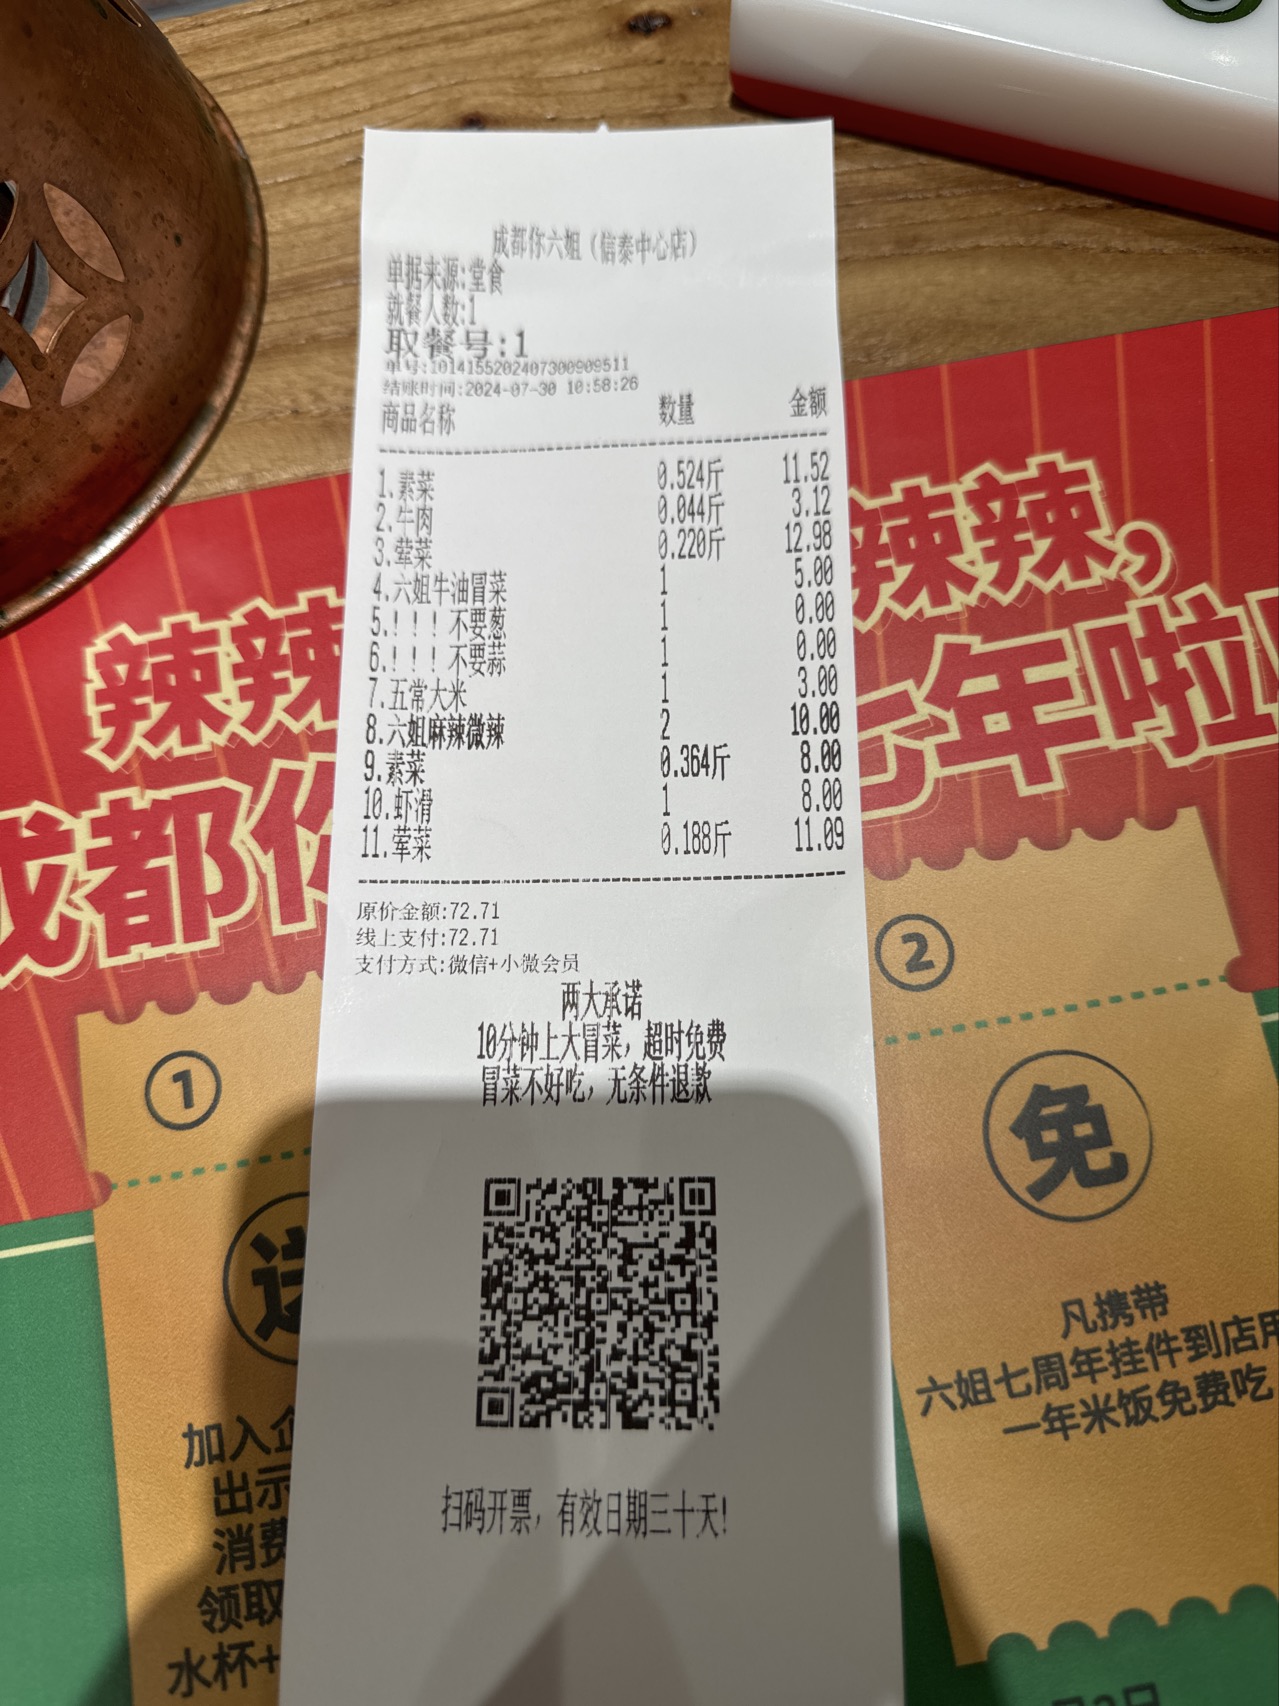 成都你六姐（信泰中心店）
单据来源:堂食
就餐人数:1
取餐号:1
单号:1014155202407300909511
结账时间:2024-07-30 10:58:26
商品名称 数量 金额
1.素菜 0.524斤 11.52
2.牛肉 0.044斤 3.12
3.荤菜 0.220斤 12.98
4.六姐牛油冒菜 1 5.00
5.！！！不要葱 1 0.00
6.！！！不要蒜 1 0.00
7.五常大米 1 3.00
8.六姐麻辣微辣 2 10.00
9.素菜 0.364斤 8.00
10.虾滑 1 8.00
11.荤菜 0.188斤 11.09
原价金额:72.71
线上支付:72.71
支付方式:微信+小微会员
两大承诺
10分钟上大冒菜，超时免费
冒菜不好吃，无条件退款
扫码开票，有效日期三十天!
辣辣
辣辣，
成都你
七年啦
①
送
加入企
出示
消费
领取
水杯+
②
免
凡携带
六姐七周年挂件到店用
一年米饭免费吃